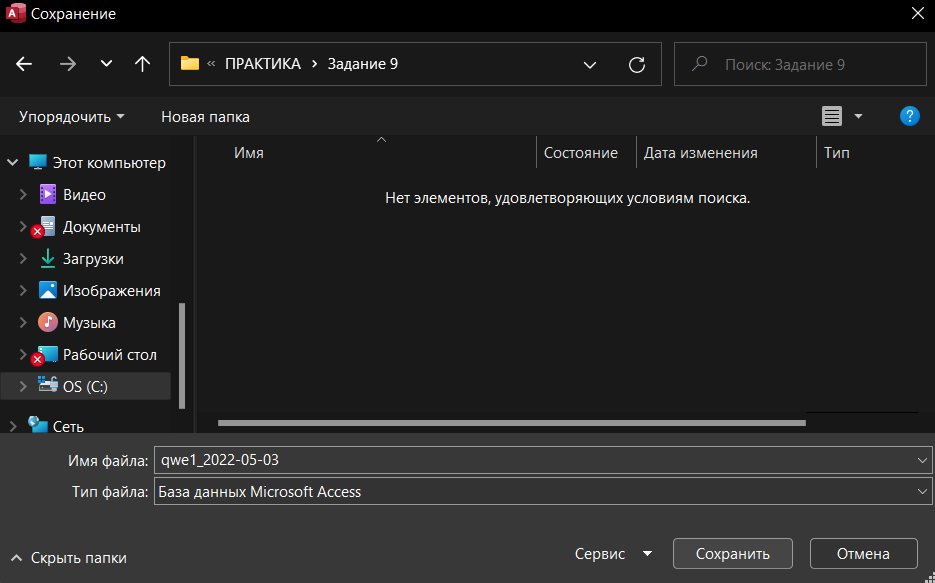 A Сохранение
« ПРАКТИКА › Задание 9
Поиск: Задание 9
Упорядочить Новая папка
?
Имя Состояние Дата изменения Тип
Нет элементов, удовлетворяющих условиям поиска.
Этот компьютер
Видео
Документы
Загрузки
Изображения
Музыка
Рабочий стол
OS (C:)
Сеть
Имя файла: qwe1_2022-05-03
Тип файла: База данных Microsoft Access
Скрыть папки Сервис Сохранить Отмена